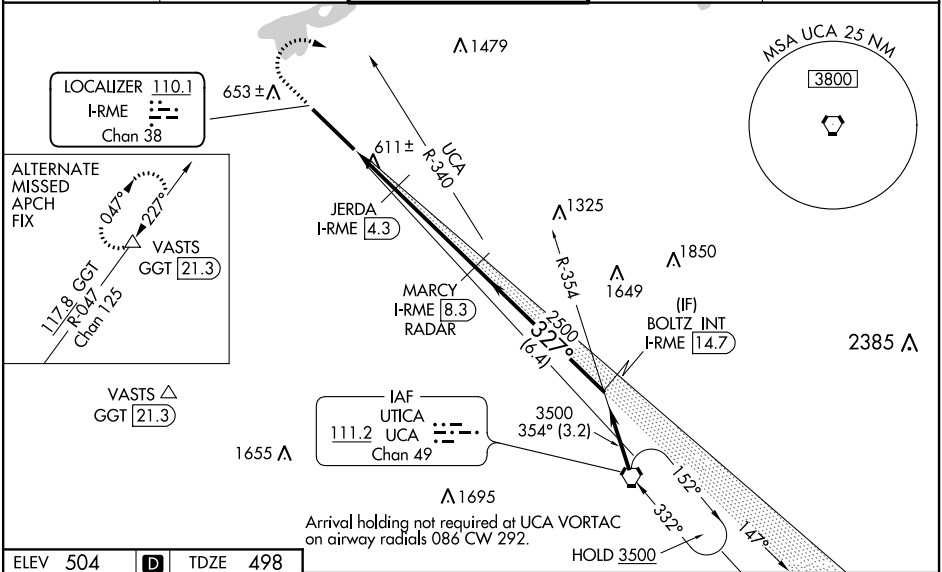 1479
MSA UCA 25 NM
3800
LOCALIZER 110.1
I-RME
Chan 38
653 ±
611 ±
UCA
R-340
ALTERNATE
MISSED
APCH
FIX
047°
227°
VASTS
GGT 21.3
117.8 GGT
R-047
Chan 125
JERDA
I-RME 4.3
1325
R-354
1850
1649
MARCY
I-RME 8.3
RADAR
(IF)
BOLTZ INT
I-RME 14.7
2500
327°
(6.4)
2385
VASTS
GGT 21.3
IAF
UTICA
111.2 UCA
Chan 49
3500
354° (3.2)
1655
1695
152°
332°
147°
Arrival holding not required at UCA VORTAC
on airway radials 086 CW 292.
HOLD 3500
ELEV 504 D TDZE 498